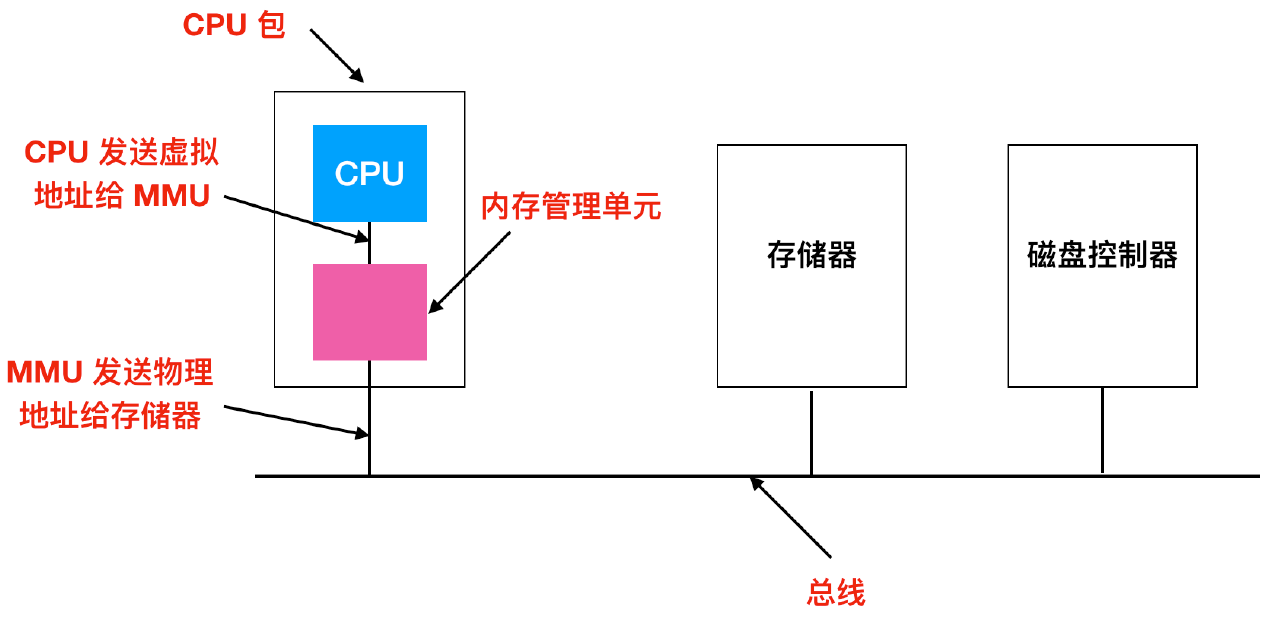 CPU 包
CPU 发送虚拟
地址给 MMU
CPU
内存管理单元
存储器
磁盘控制器
MMU 发送物理
地址给存储器
总线